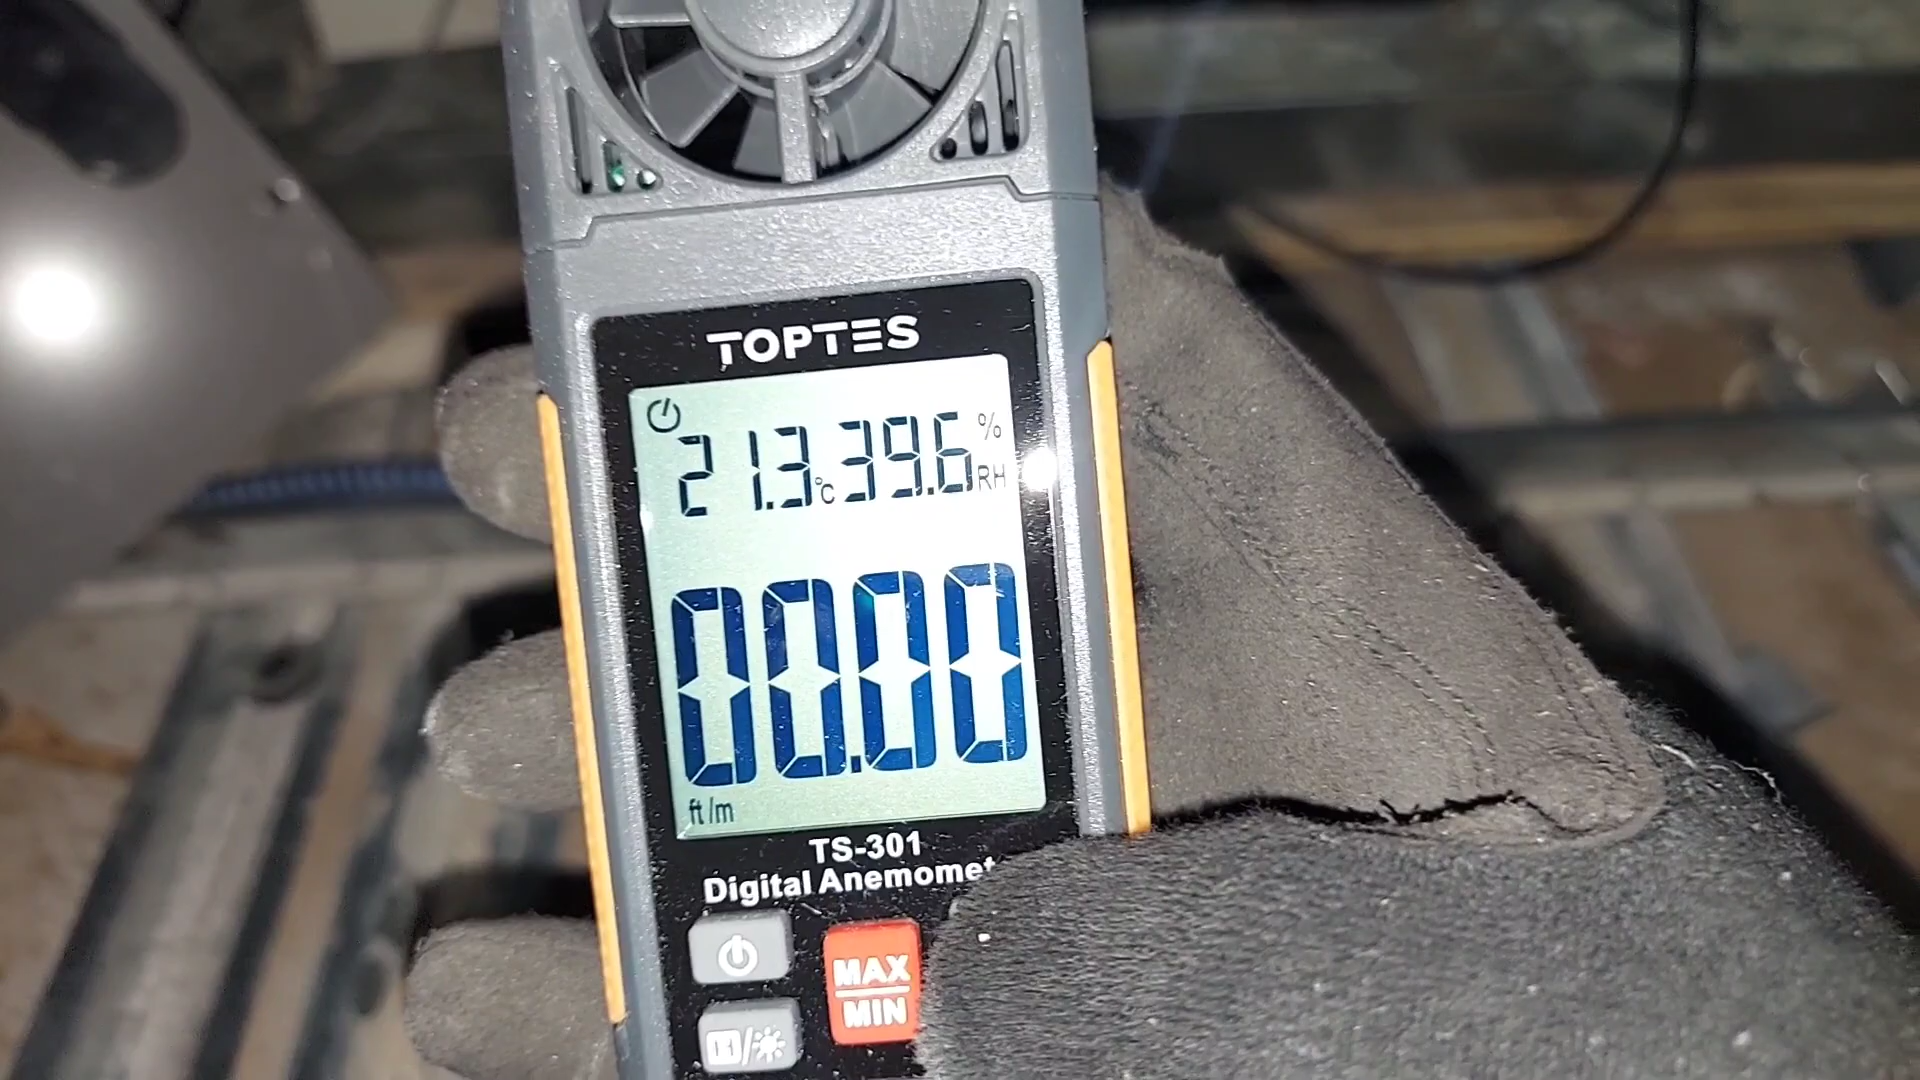 TOPTES
21.3°C 39.6% RH
00.00
ft/m
TS-301
Digital Anemomet
MAX
MIN